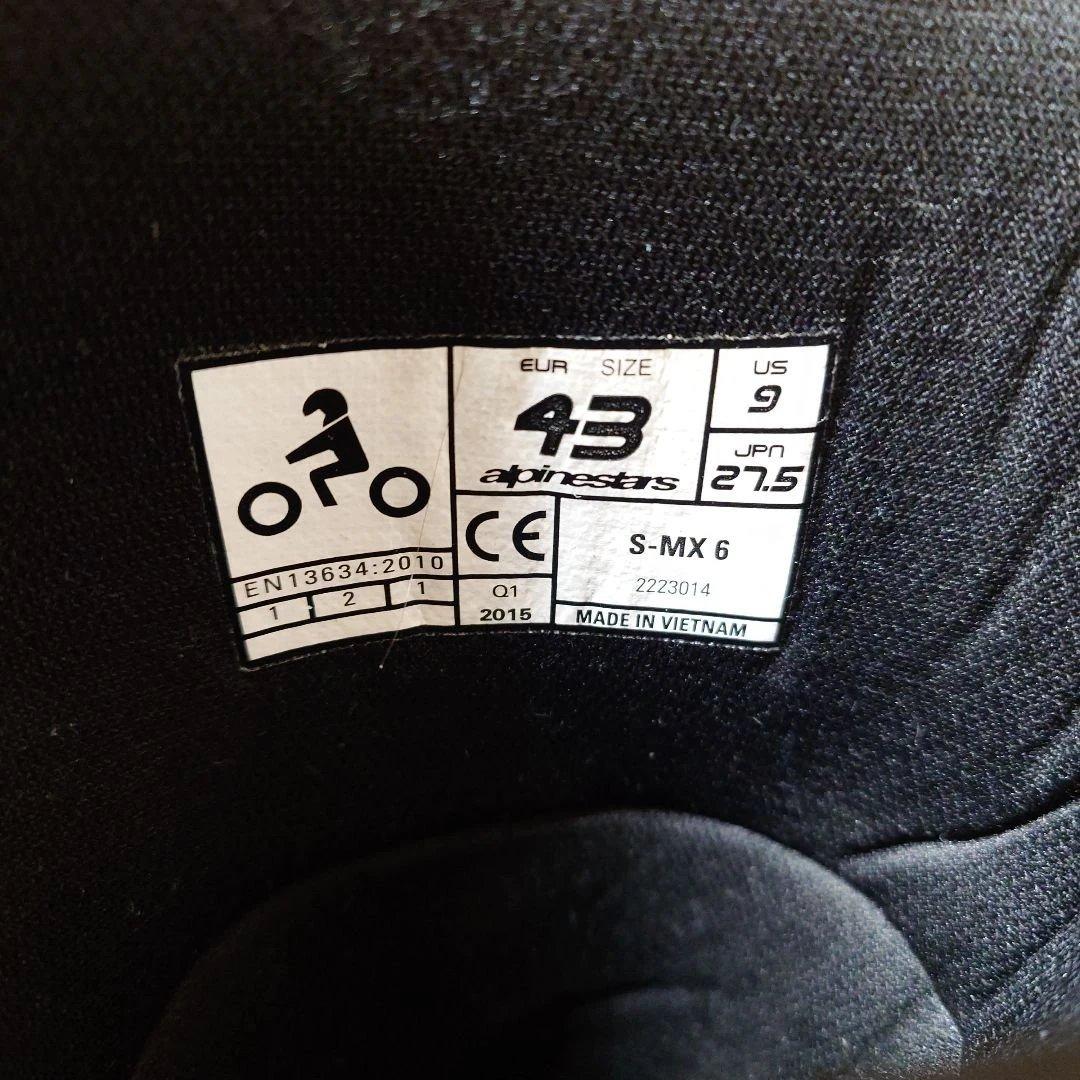 EUR SIZE
43
alpinestars
US
9
JPN
27.5
EN13634:2010
1 2 1
CE
Q1
2015
S-MX 6
2223014
MADE IN VIETNAM